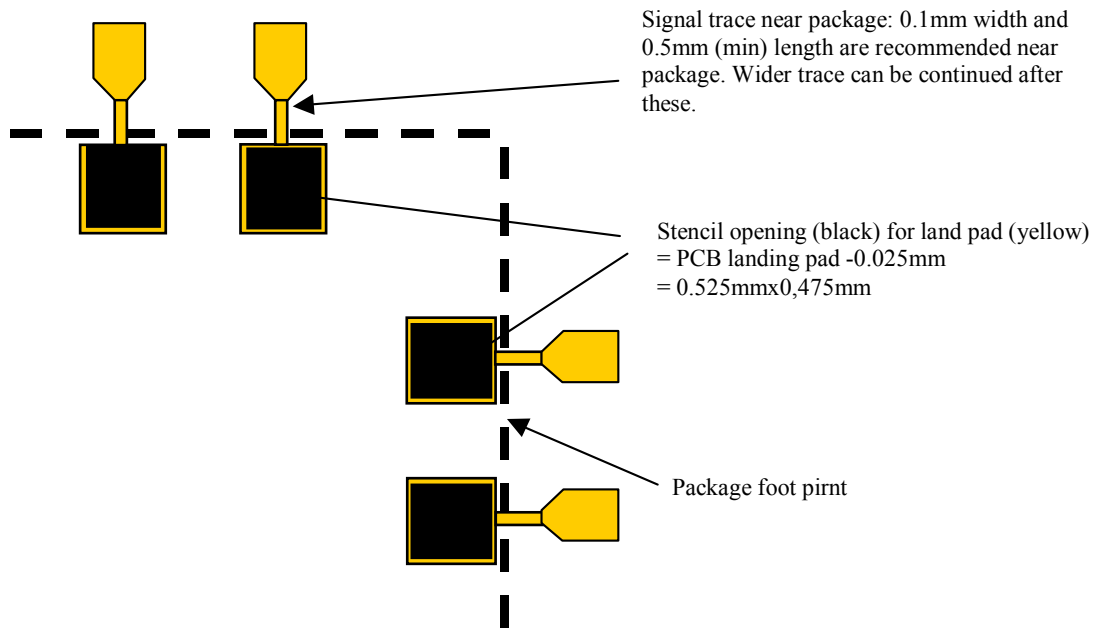 Signal trace near package: 0.1mm width and
0.5mm (min) length are recommended near
package. Wider trace can be continued after
these.
Stencil opening (black) for land pad (yellow)
= PCB landing pad -0.025mm
= 0.525mmx0,475mm
Package foot pirnt